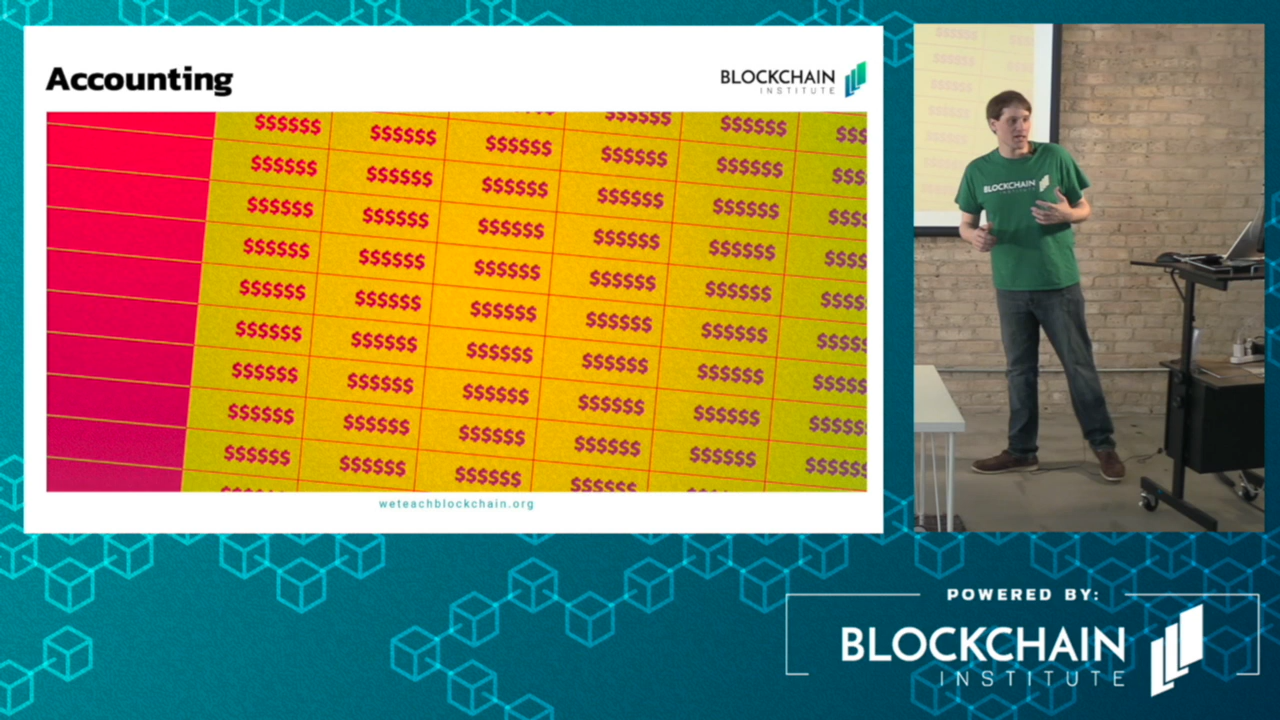 Accounting
BLOCKCHAIN
INSTITUTE
$$$$$$ $$$$$$ $$$
$$$$$$ $$$$$$ $$$$$$ $$$$$$ $$$$$$ $$$
$$$$$$ $$$$$$ $$$$$$ $$$$$$ $$$$$$ $$$$
$$$$$$ $$$$$$ $$$$$$ $$$$$$ $$$$$$ $$$$
$$$$$$ $$$$$$ $$$$$$ $$$$$$ $$$$$$ $$$$
$$$$$$ $$$$$$ $$$$$$ $$$$$$ $$$$$$ $$$$
$$$$$$ $$$$$$ $$$$$$ $$$$$$ $$$$$$ $$$$$
$$$$$$ $$$$$$ $$$$$$ $$$$$$ $$$$$$ $$$$$
$$$$$$ $$$$$$ $$$$$$ $$$$$$ $$$$$$ $$$$$
$$$$$$ $$$$$$ $$$$$$ $$$$$$
weteachblockchain.org
BLOCKCHAIN
POWERED BY:
BLOCKCHAIN
INSTITUTE